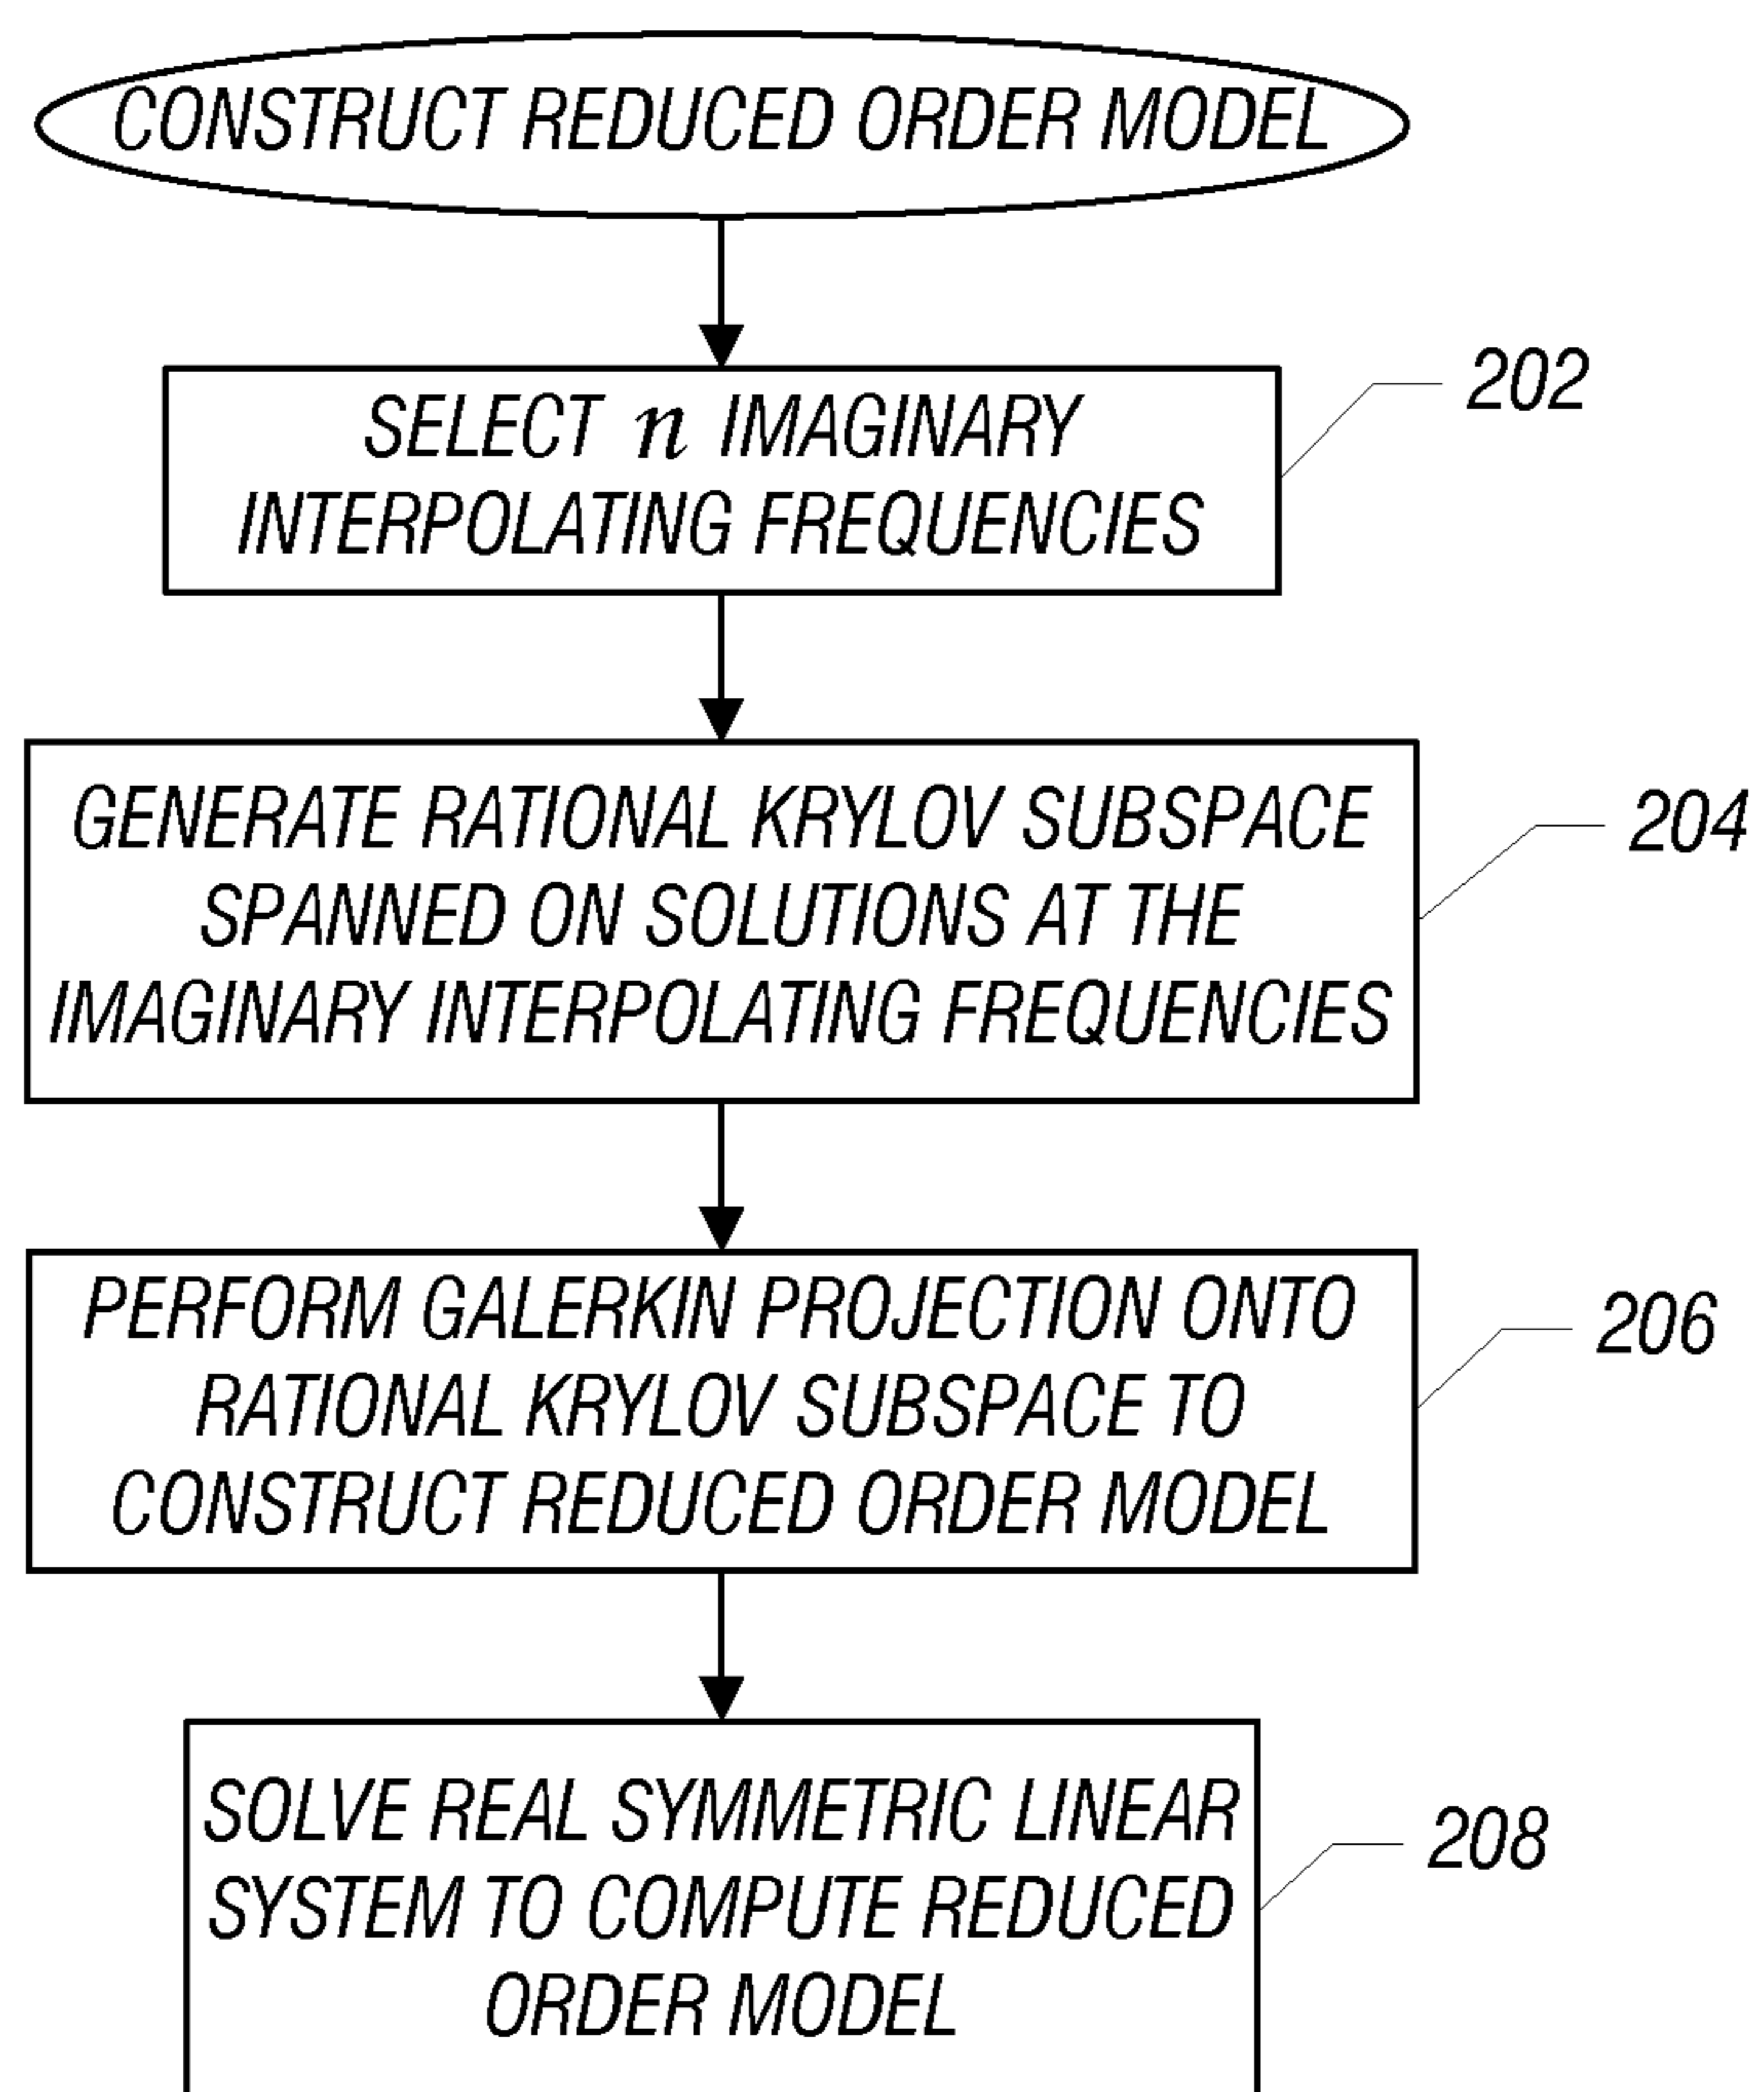 CONSTRUCT REDUCED ORDER MODEL
SELECT n IMAGINARY
INTERPOLATING FREQUENCIES
202
GENERATE RATIONAL KRYLOV SUBSPACE
SPANNED ON SOLUTIONS AT THE
IMAGINARY INTERPOLATING FREQUENCIES
204
PERFORM GALERKIN PROJECTION ONTO
RATIONAL KRYLOV SUBSPACE TO
CONSTRUCT REDUCED ORDER MODEL
206
SOLVE REAL SYMMETRIC LINEAR
SYSTEM TO COMPUTE REDUCED
ORDER MODEL
208